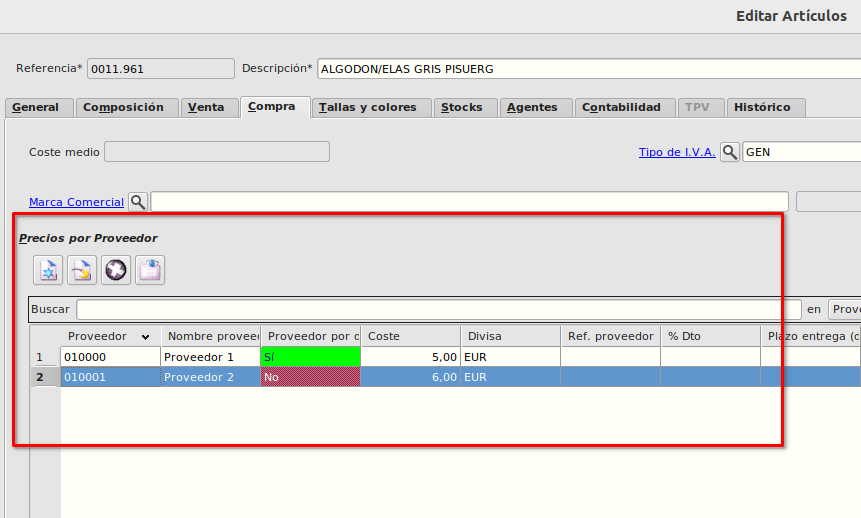 Editar Artículos
Referencia* 0011.961 Descripción* ALGODON/ELAS GRIS PISUERG
General Composición Venta Compra Tallas y colores Stocks Agentes Contabilidad TPV Histórico
Coste medio Tipo de I.V.A. GEN
Marca Comercial
Precios por Proveedor
Buscar en Prov
Proveedor Nombre provee Proveedor por d Coste Divisa Ref. proveedor % Dto Plazo entrega (d
1 010000 Proveedor 1 Sí 5,00 EUR
2 010001 Proveedor 2 No 6,00 EUR